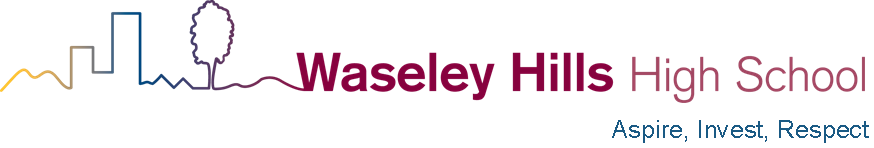 Waseley Hills High School
Aspire, Invest, Respect